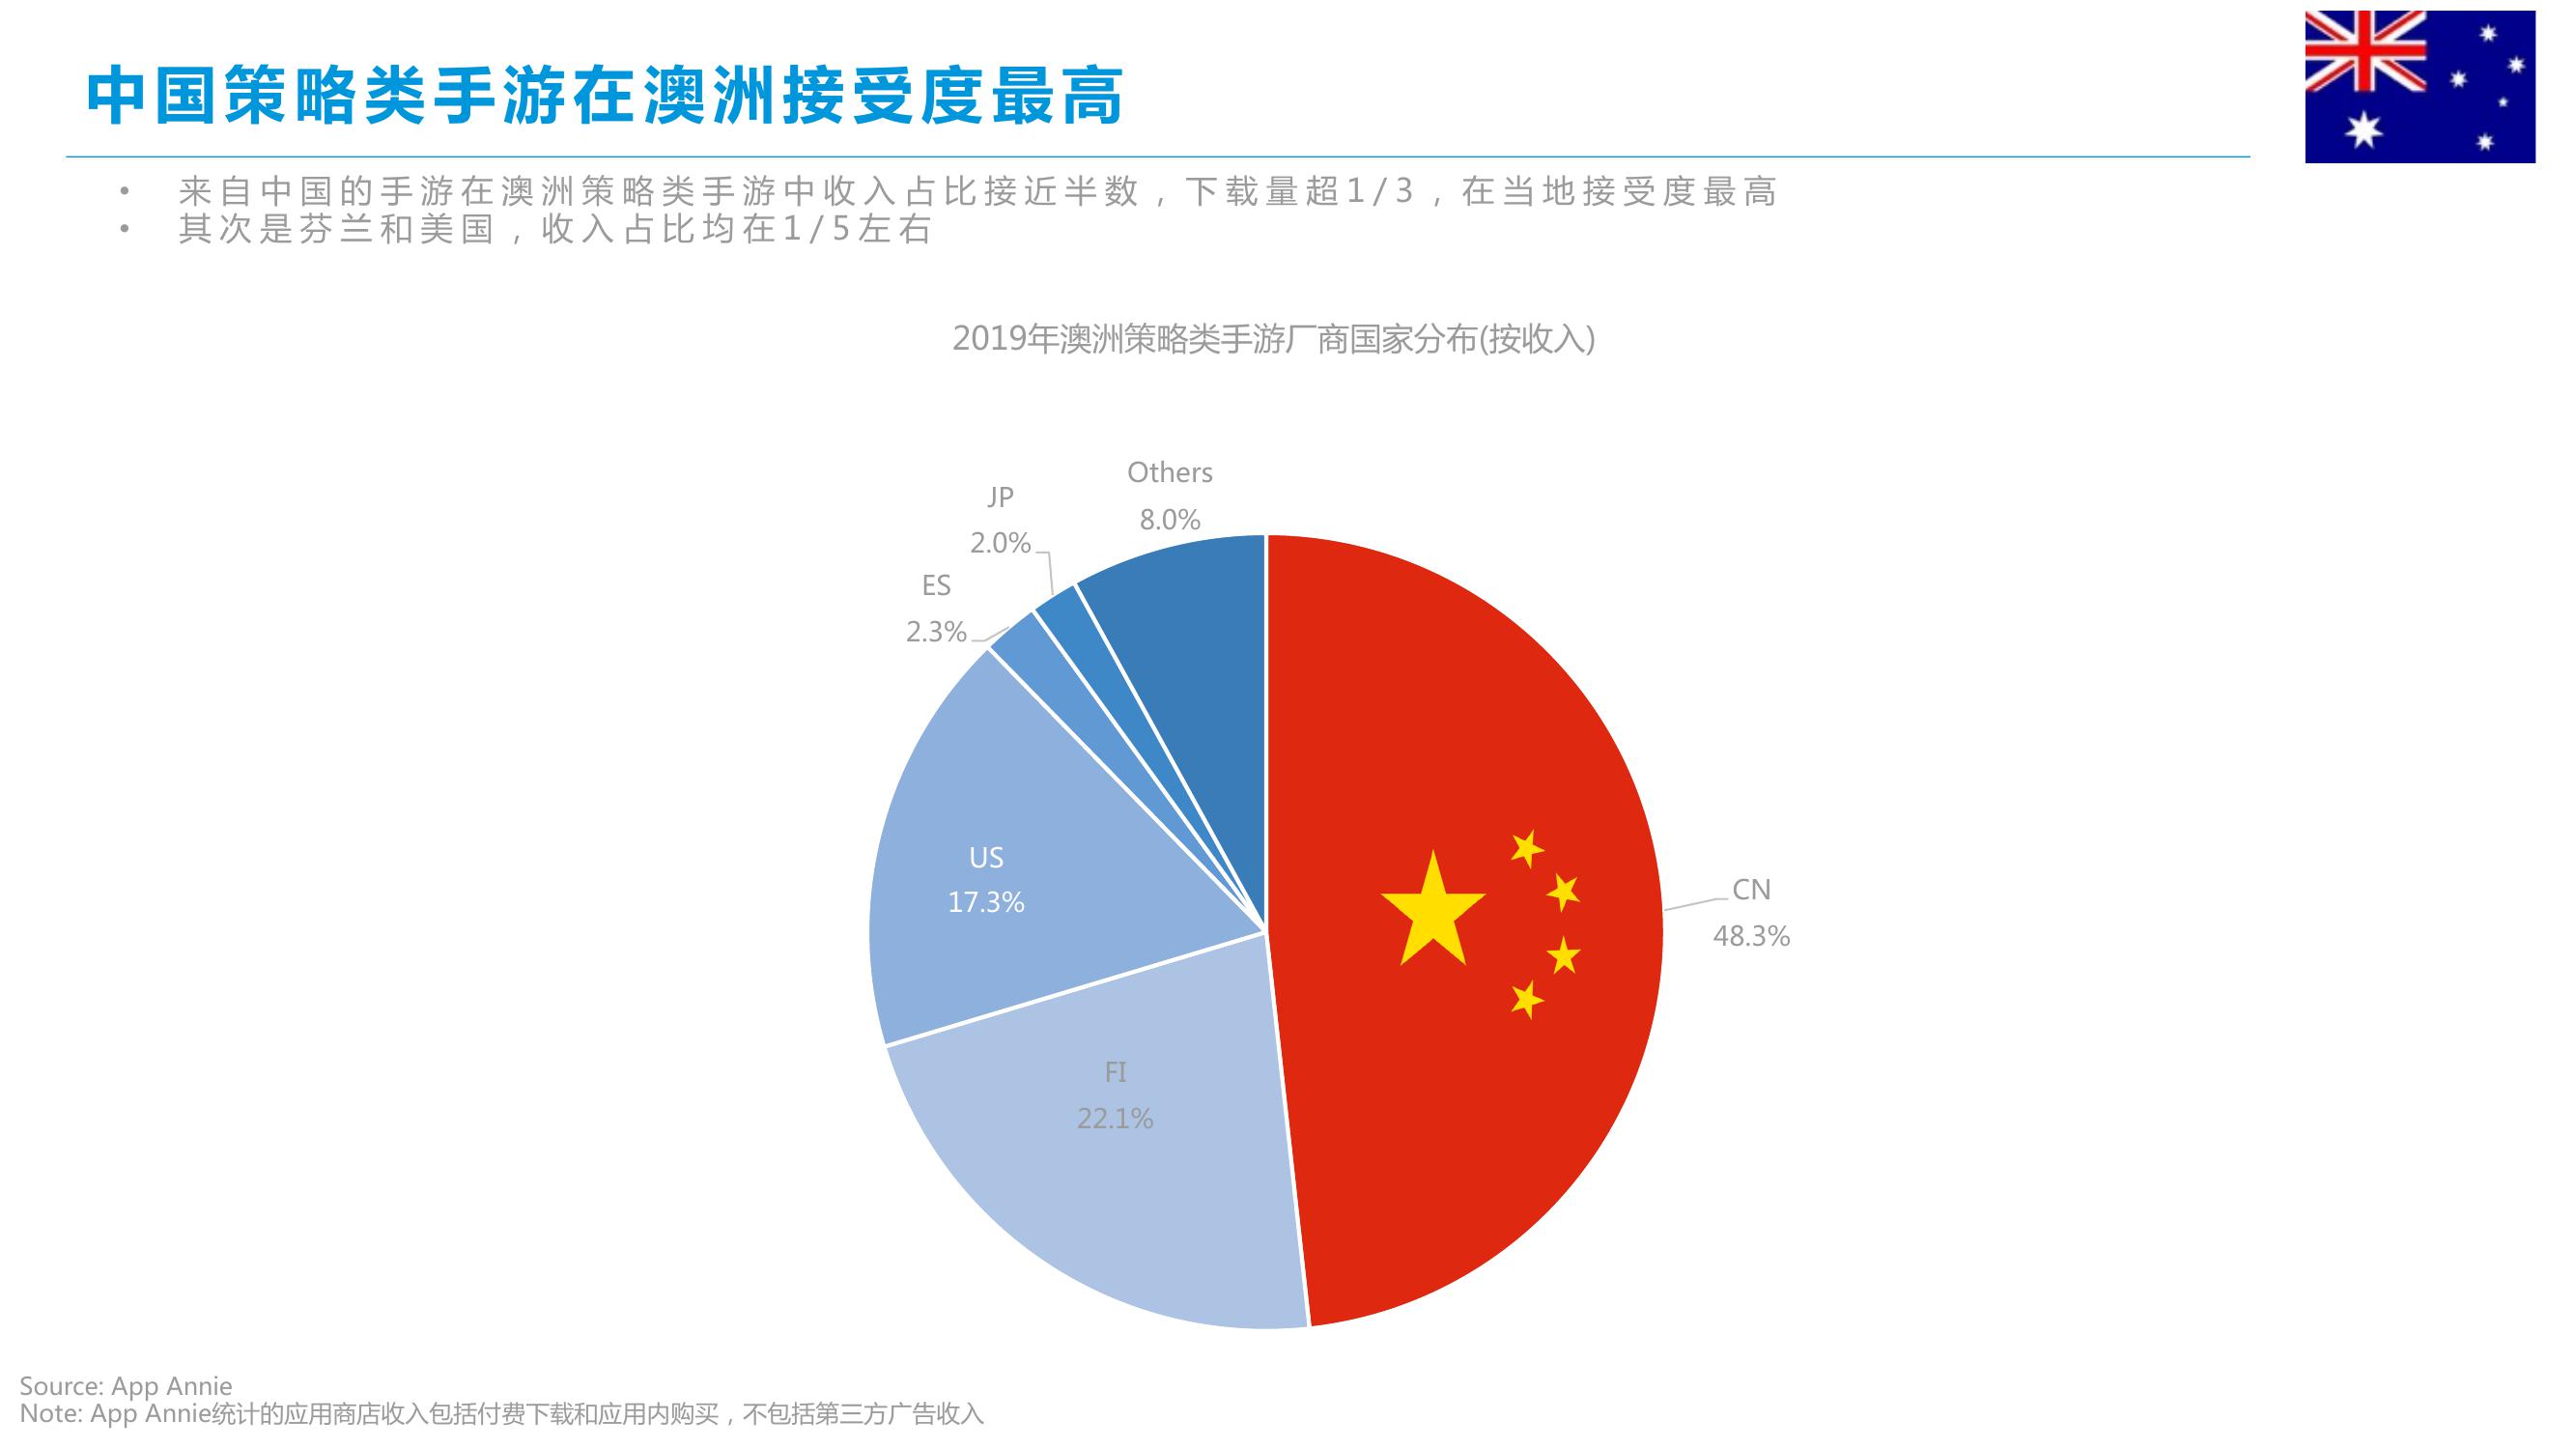 中国策略类手游在澳洲接受度最高
• 来自中国的手游在澳洲策略类手游中收入占比接近半数，下载量超1/3，在当地接受度最高
• 其次是芬兰和美国，收入占比均在1/5左右
2019年澳洲策略类手游厂商国家分布(按收入)
Others
8.0%
JP
2.0%
ES
2.3%
US
17.3%
CN
48.3%
FI
22.1%
Source: App Annie
Note: App Annie统计的应用商店收入包括付费下载和应用内购买，不包括第三方广告收入